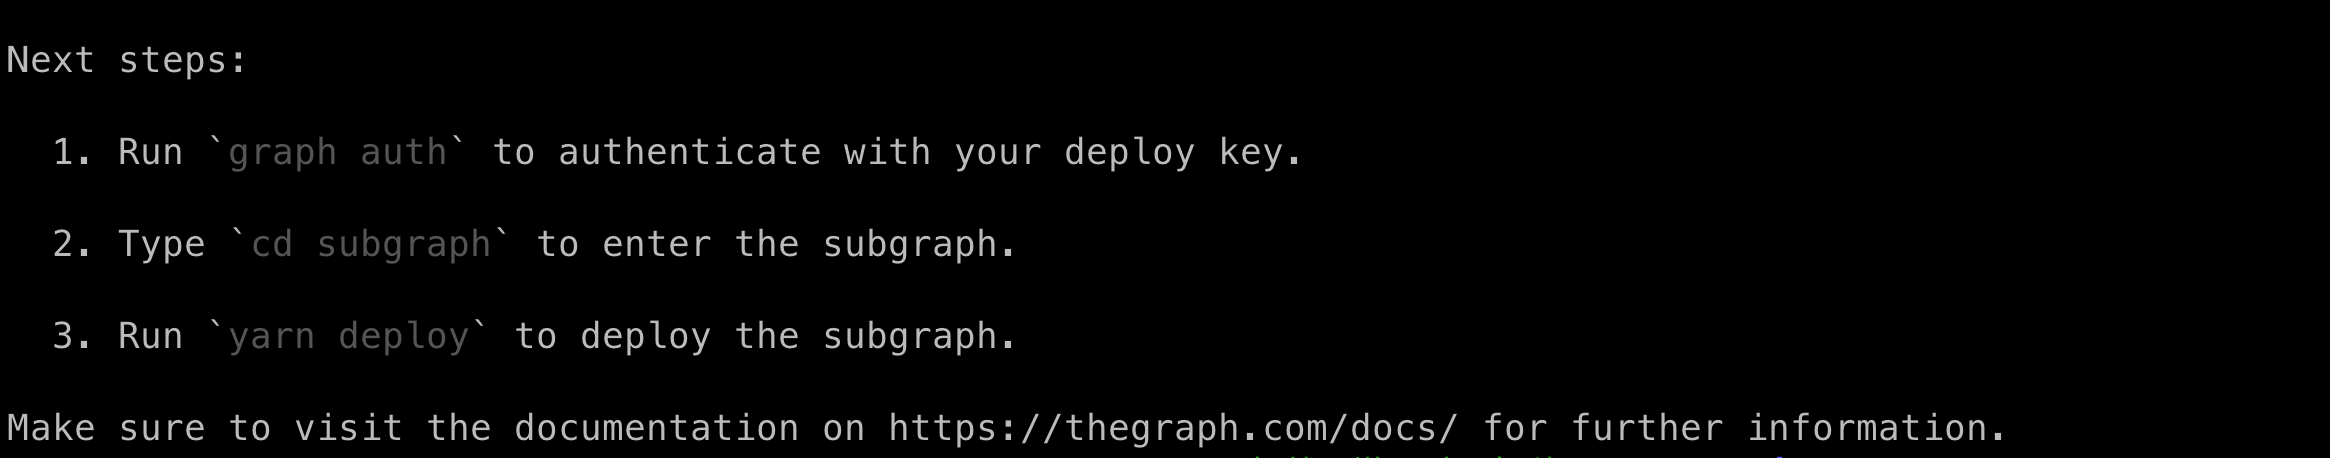 Next steps:
1. Run `graph auth` to authenticate with your deploy key.
2. Type `cd subgraph` to enter the subgraph.
3. Run `yarn deploy` to deploy the subgraph.
Make sure to visit the documentation on https://thegraph.com/docs/ for further information.